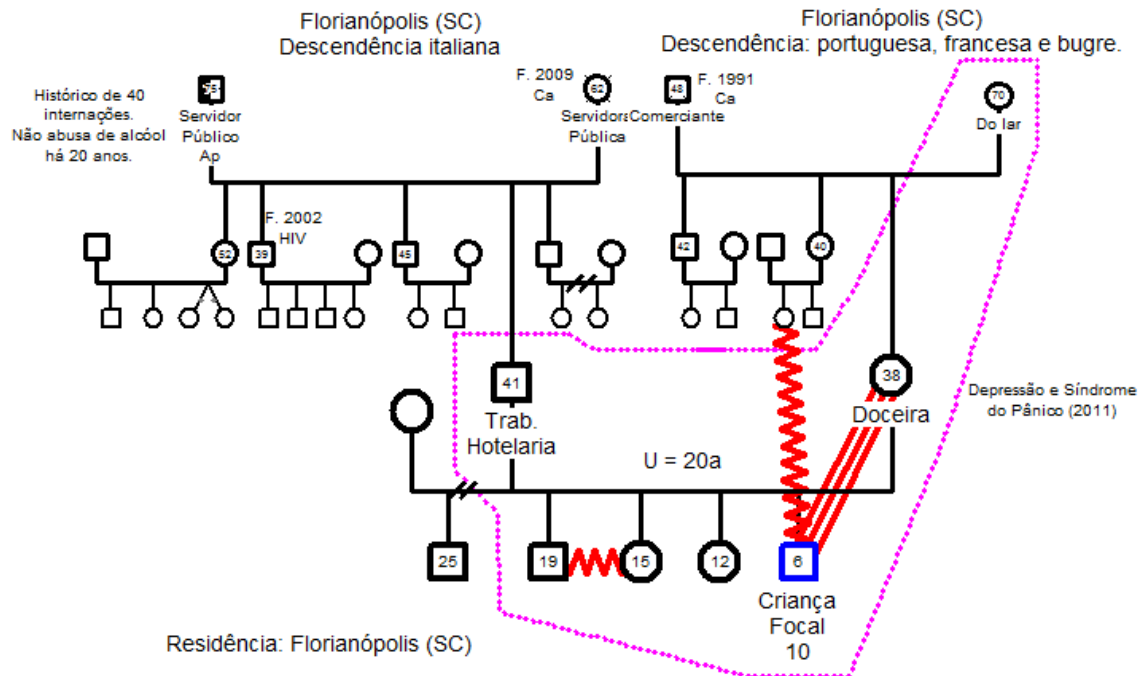 Florianópolis (SC)
Descendência italiana
Florianópolis (SC)
Descendência: portuguesa, francesa e bugre.
Histórico de 40
internações.
Não abusa de alcóol
há 20 anos.
75
Servidor
Público
Ap
F. 2009
Ca
62
Servidora
Pública
48
F. 1991
Ca
Comerciante
70
Do lar
52
F. 2002
HIV
39
45
42
40
41
Trab.
Hotelaria
38
Doceira
Depressão e Síndrome
do Pânico (2011)
U = 20a
25
19
15
12
6
Criança
Focal
10
Residência: Florianópolis (SC)